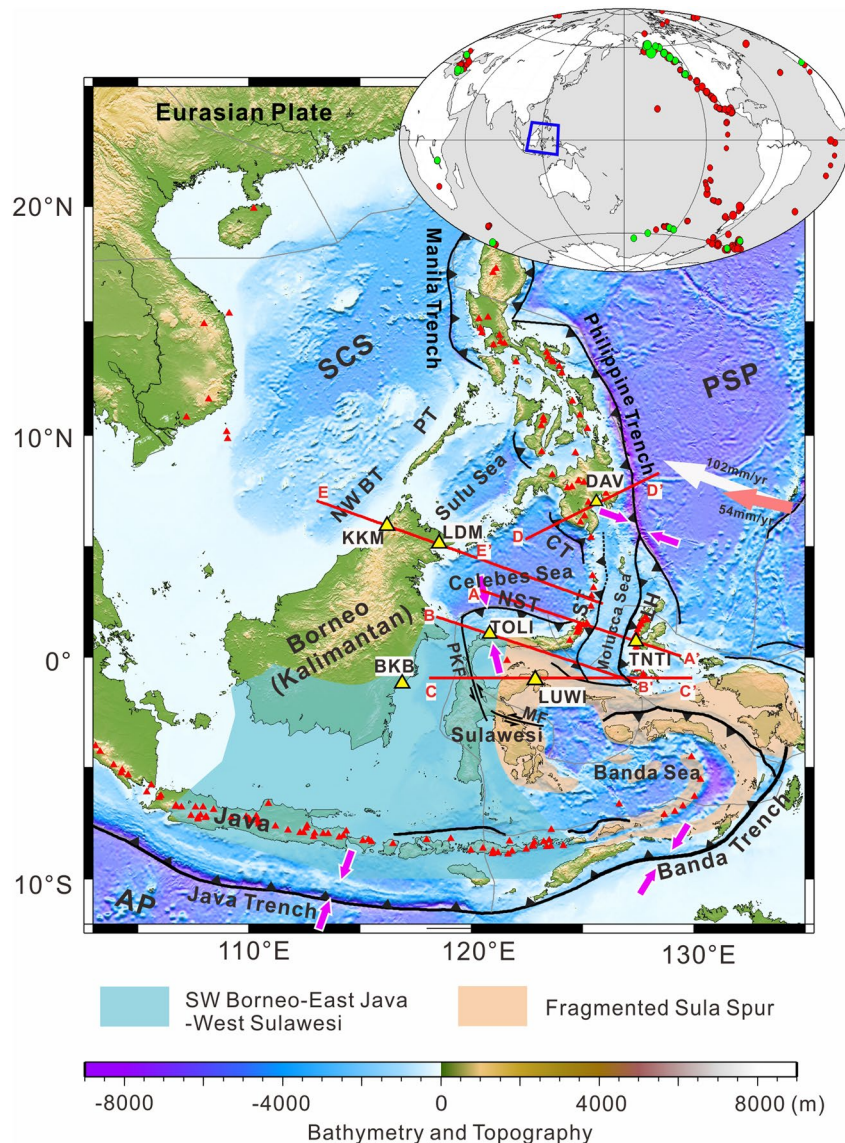 Eurasian Plate
20°N
Manila Trench
SCS
Philippine Trench
PSP
10°N
PT
102mm/yr
DAV
D'
54mm/yr
E
NW BT
Sulu Sea
KKM
LDM
D
E'
CT
Celebes Sea
A
NST
ST
Molucca Sea
TH
B
Borneo
(Kalimantan)
TOLI
0°
PKF
TNTI
A'
BKB
C
LUWI
B'
C'
MF
Sulawesi
Banda Sea
Java
Banda Trench
10°S
AP
Java Trench
110°E
120°E
130°E
SW Borneo-East Java
-West Sulawesi
Fragmented Sula Spur
-8000
-4000
0
4000
8000 (m)
Bathymetry and Topography